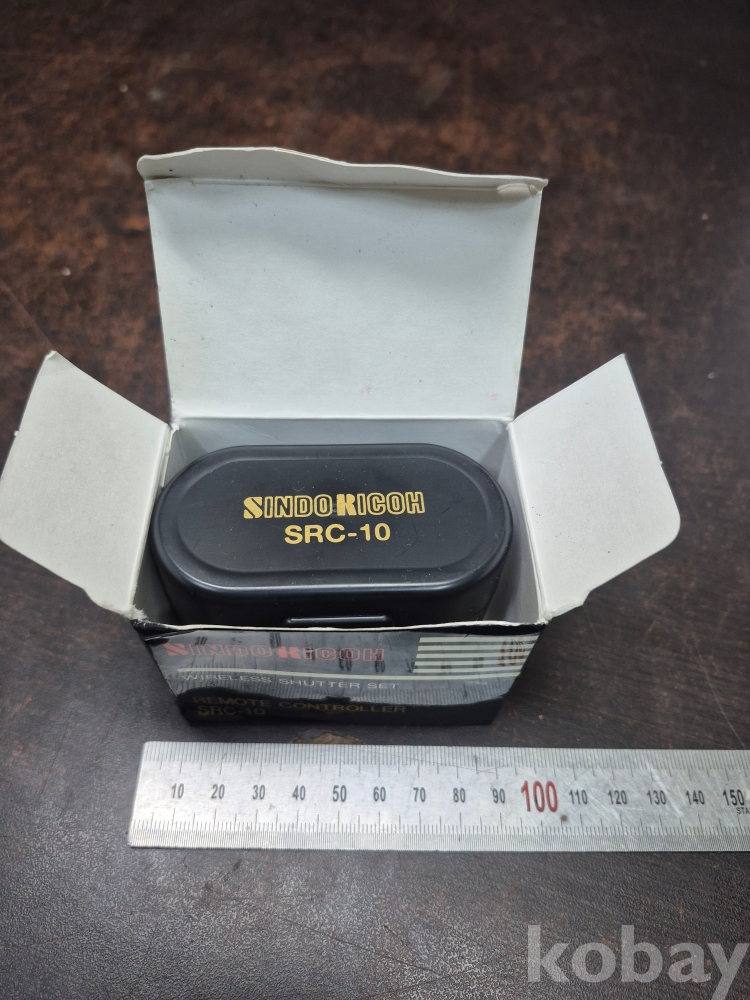 SINDO RICOH
SRC-10
SINDO RICOH
WIRELESS SHUTTER SET
REMOTE CONTROLLER
SRC-10
10 20 30 40 50 60 70 80 90 100 110 120 130 140 150
STA
kobay